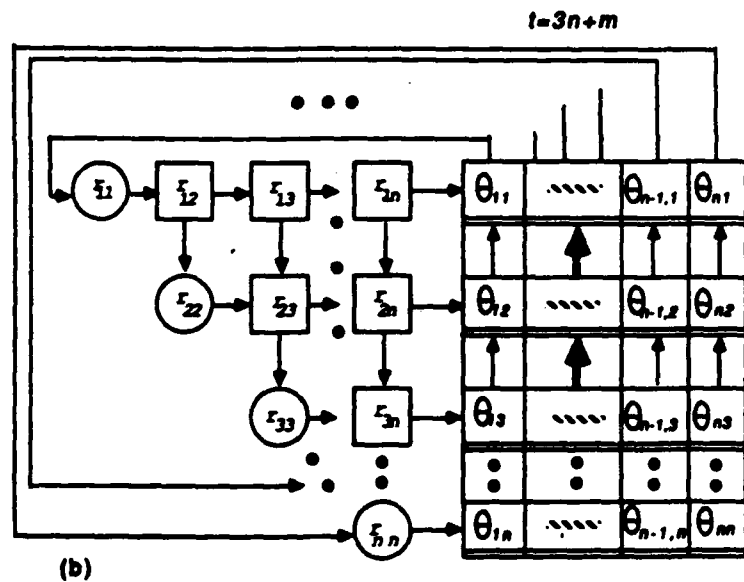 t=3n+m
r11 r12 r13 r1n θ11 ..... θn-1,1 θn1
r22 r23 r2n θ12 ..... θn-1,2 θn2
r33 r3n θ13 ..... θn-1,3 θn3
rnn θ1n ..... θn-1,n θnn
(b)